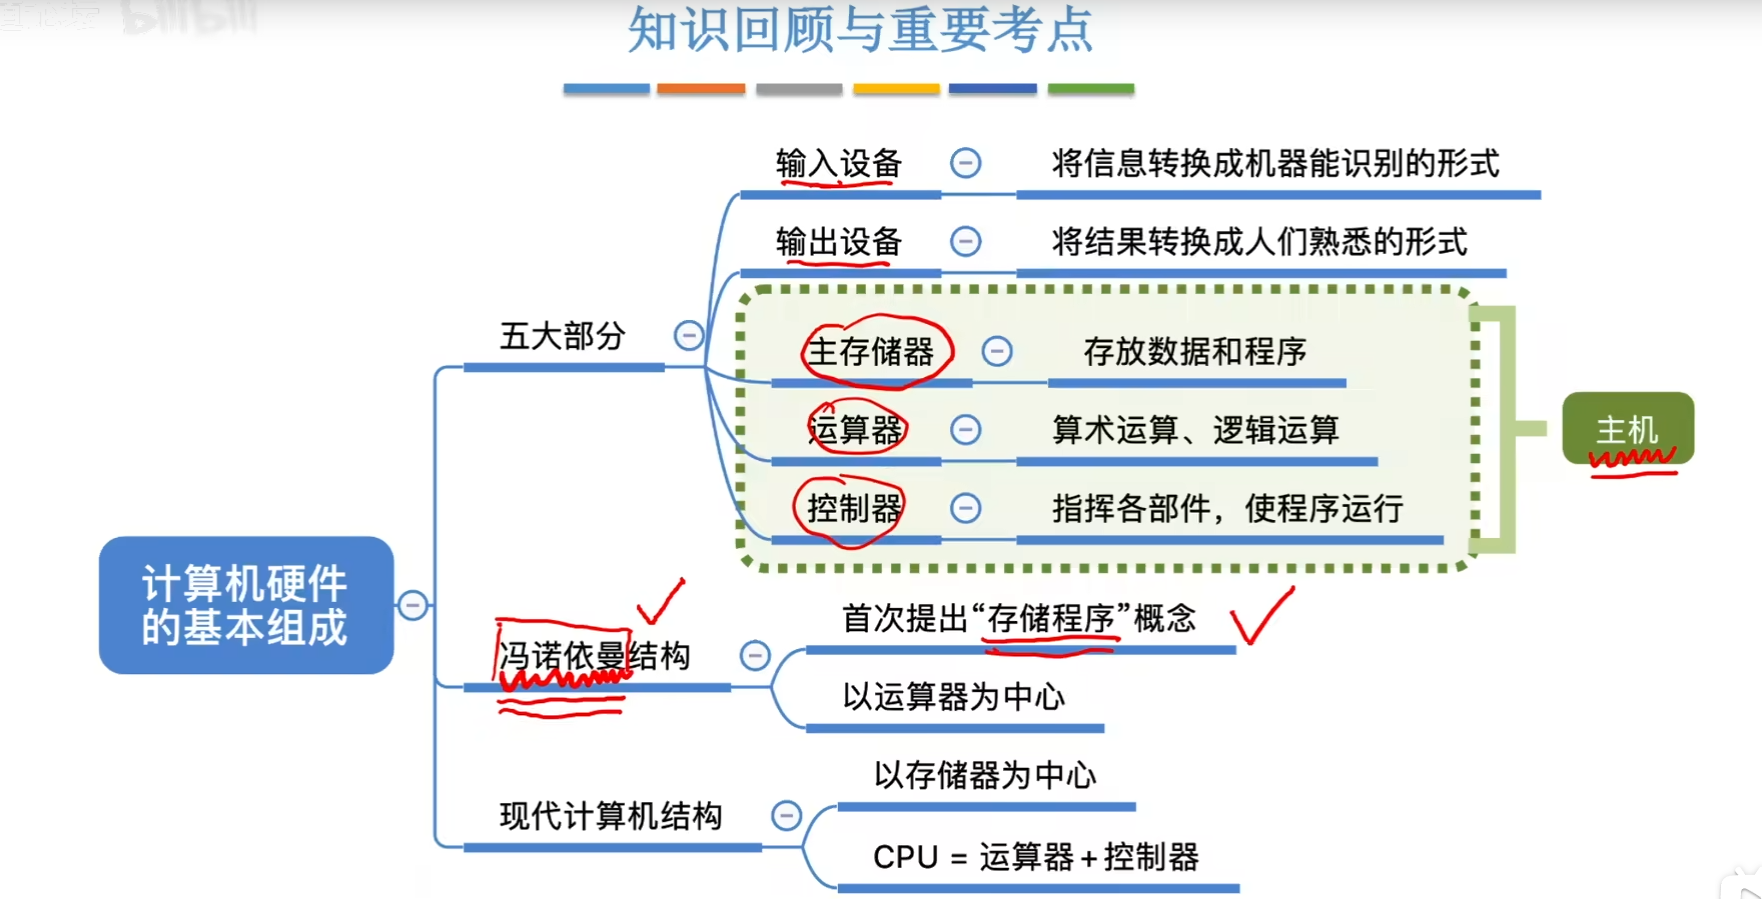 知识回顾与重要考点
输入设备
将信息转换成机器能识别的形式
输出设备
将结果转换成人们熟悉的形式
五大部分
主存储器
存放数据和程序
运算器
算术运算、逻辑运算
控制器
指挥各部件，使程序运行
主机
计算机硬件
的基本组成
冯诺依曼结构
首次提出“存储程序”概念
以运算器为中心
现代计算机结构
以存储器为中心
CPU = 运算器+控制器